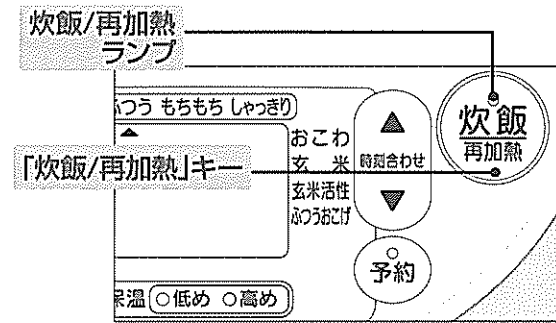 炊飯/再加熱
ランプ
ふつう もちもち しゃっきり
おこわ
玄 米
玄米活性
ふつうおこげ
時刻合わせ
炊飯
再加熱
「炊飯/再加熱」キー
予約
保温 ○低め ○高め